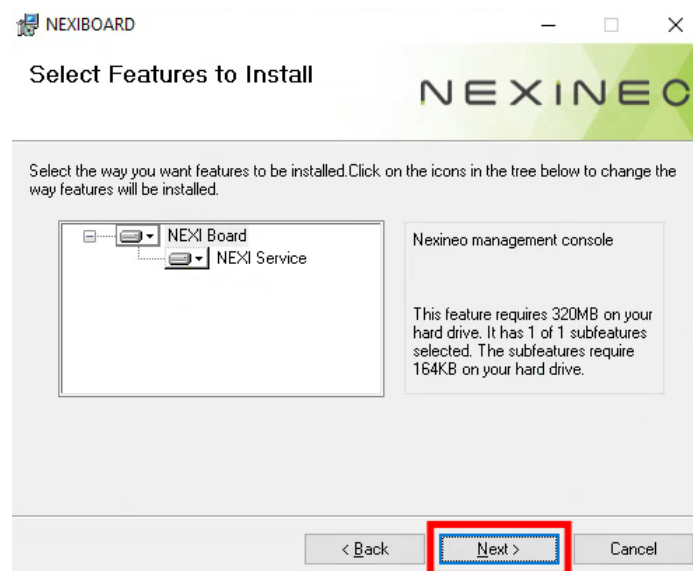 NEXIBOARD
Select Features to Install
NEXINEO
Select the way you want features to be installed.Click on the icons in the tree below to change the
way features will be installed.
NEXI Board
NEXI Service
Nexineo management console
This feature requires 320MB on your
hard drive. It has 1 of 1 subfeatures
selected. The subfeatures require
164KB on your hard drive.
< Back
Next >
Cancel